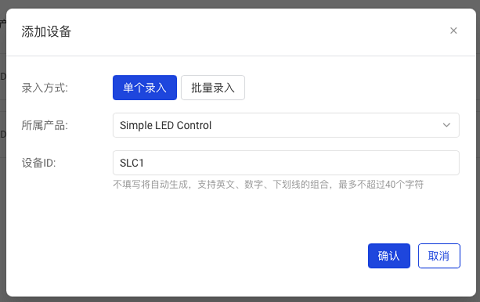 添加设备
×
录入方式:
单个录入
批量录入
所属产品:
Simple LED Control
设备ID:
SLC1
不填写将自动生成，支持英文、数字、下划线的组合，最多不超过40个字符
确认
取消